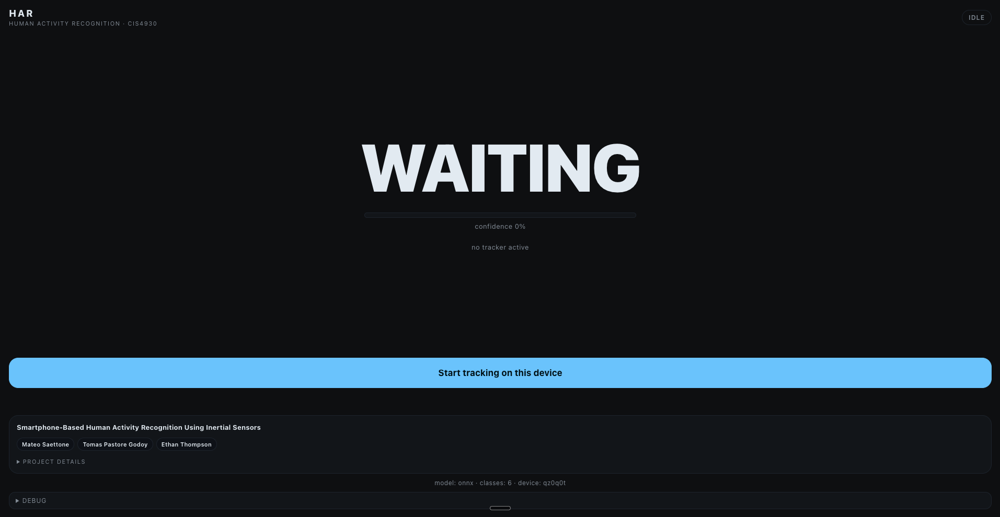 HAR
HUMAN ACTIVITY RECOGNITION · CIS4930
IDLE
WAITING
confidence 0%
no tracker active
Start tracking on this device
Smartphone-Based Human Activity Recognition Using Inertial Sensors
Mateo Saettone Tomas Pastore Godoy Ethan Thompson
PROJECT DETAILS
model: onnx · classes: 6 · device: qz0q0t
DEBUG